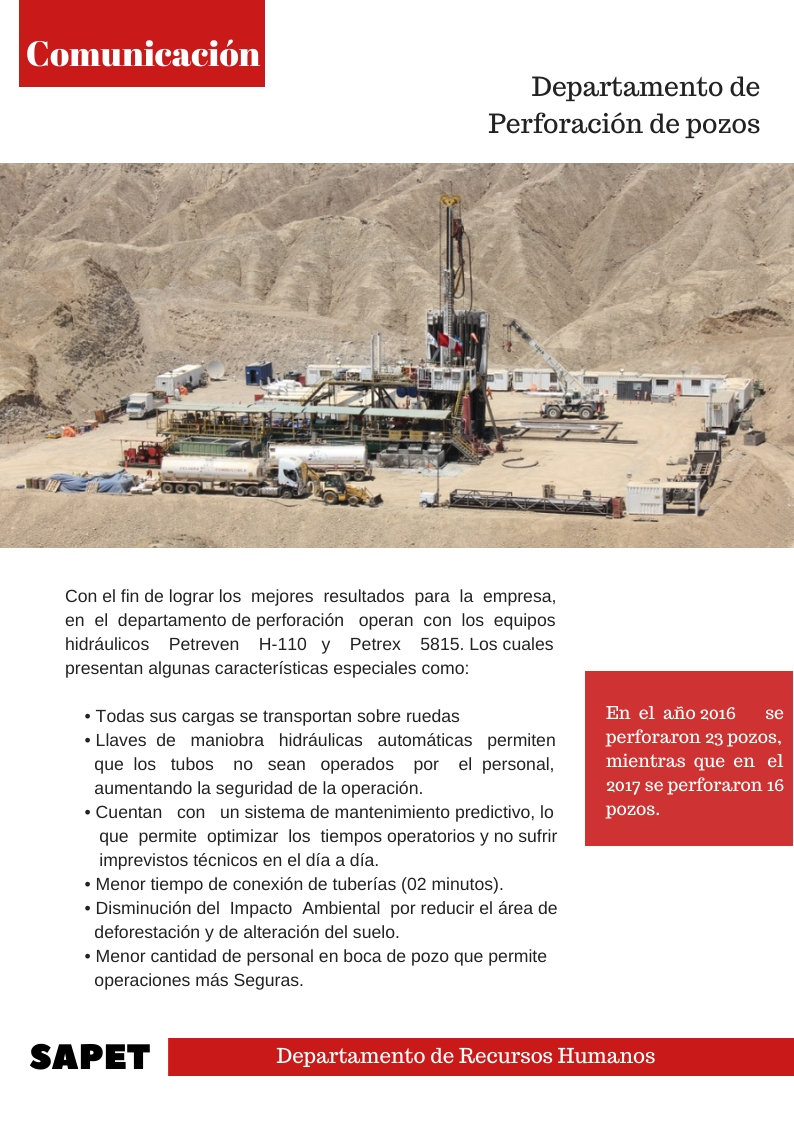 Comunicación
Departamento de
Perforación de pozos
Con el fin de lograr los mejores resultados para la empresa,
en el departamento de perforación operan con los equipos
hidráulicos Petreven H-110 y Petrex 5815. Los cuales
presentan algunas características especiales como:
• Todas sus cargas se transportan sobre ruedas
• Llaves de maniobra hidráulicas automáticas permiten
que los tubos no sean operados por el personal,
aumentando la seguridad de la operación.
• Cuentan con un sistema de mantenimiento predictivo, lo
que permite optimizar los tiempos operatorios y no sufrir
imprevistos técnicos en el día a día.
• Menor tiempo de conexión de tuberías (02 minutos).
• Disminución del Impacto Ambiental por reducir el área de
deforestación y de alteración del suelo.
• Menor cantidad de personal en boca de pozo que permite
operaciones más Seguras.
En el año 2016 se
perforaron 23 pozos,
mientras que en el
2017 se perforaron 16
pozos.
SAPET
Departamento de Recursos Humanos